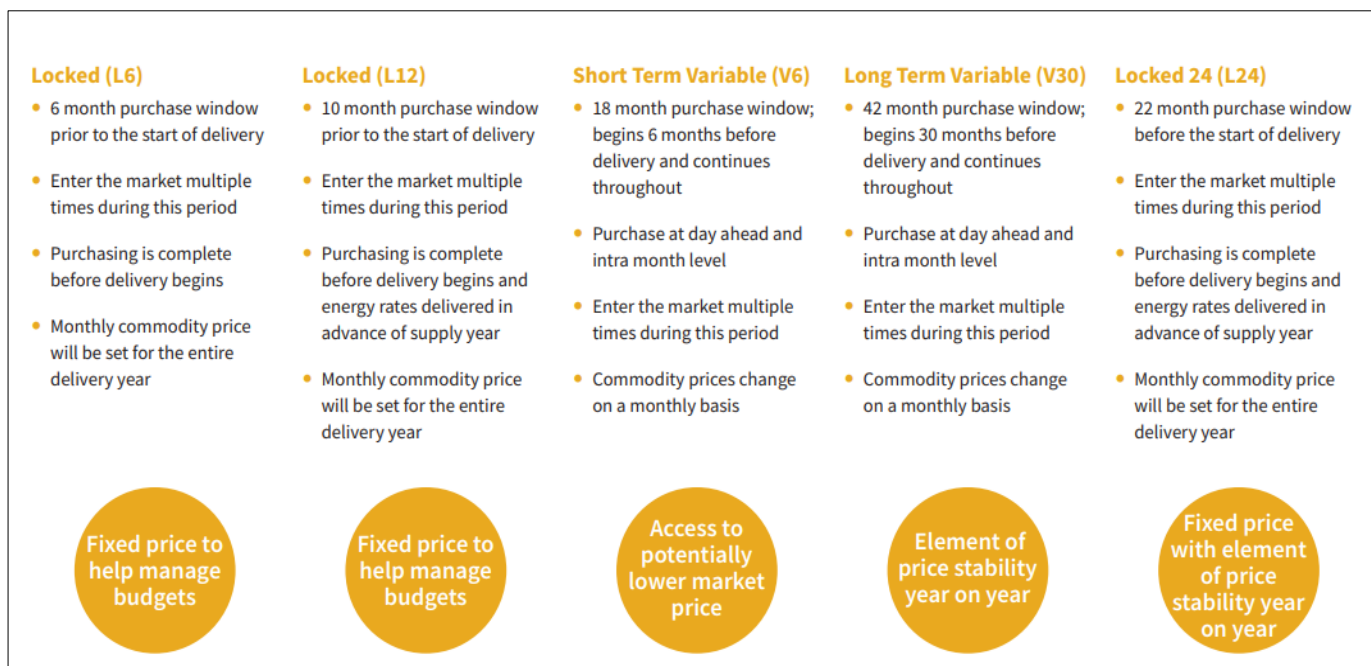 Locked (L6)
• 6 month purchase window
prior to the start of delivery
• Enter the market multiple
times during this period
• Purchasing is complete
before delivery begins
• Monthly commodity price
will be set for the entire
delivery year
Fixed price to
help manage
budgets
Locked (L12)
• 10 month purchase window
prior to the start of delivery
• Enter the market multiple
times during this period
• Purchasing is complete
before delivery begins and
energy rates delivered in
advance of supply year
• Monthly commodity price
will be set for the entire
delivery year
Fixed price to
help manage
budgets
Short Term Variable (V6)
• 18 month purchase window;
begins 6 months before
delivery and continues
throughout
• Purchase at day ahead and
intra month level
• Enter the market multiple
times during this period
• Commodity prices change
on a monthly basis
Access to
potentially
lower market
price
Long Term Variable (V30)
• 42 month purchase window;
begins 30 months before
delivery and continues
throughout
• Purchase at day ahead and
intra month level
• Enter the market multiple
times during this period
• Commodity prices change
on a monthly basis
Element of
price stability
year on year
Locked 24 (L24)
• 22 month purchase window
before the start of delivery
• Enter the market multiple
times during this period
• Purchasing is complete
before delivery begins and
energy rates delivered in
advance of supply year
• Monthly commodity price
will be set for the entire
delivery year
Fixed price
with element
of price
stability year
on year